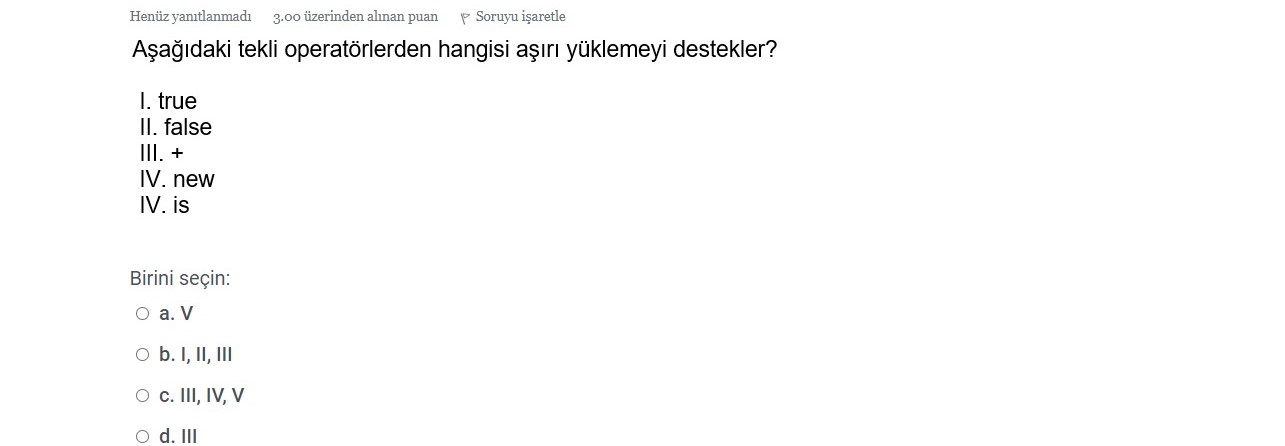 Henüz yanıtlanmadı 3.00 üzerinden alınan puan Soruyu işaretle
Aşağıdaki tekli operatörlerden hangisi aşırı yüklemeyi destekler?
I. true
II. false
III. +
IV. new
IV. is
Birini seçin:
a. V
b. I, II, III
c. III, IV, V
d. III